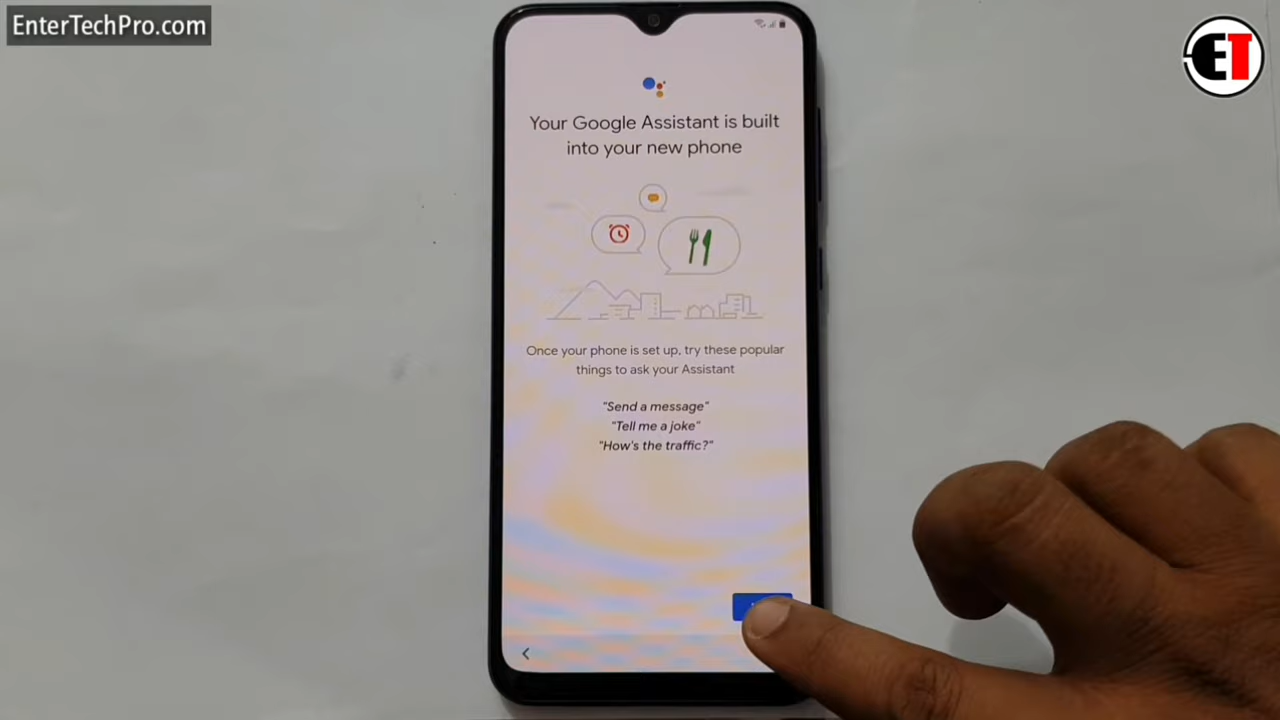 EnterTechPro.com
ET
Your Google Assistant is built
into your new phone
Once your phone is set up, try these popular
things to ask your Assistant
"Send a message"
"Tell me a joke"
"How's the traffic?"